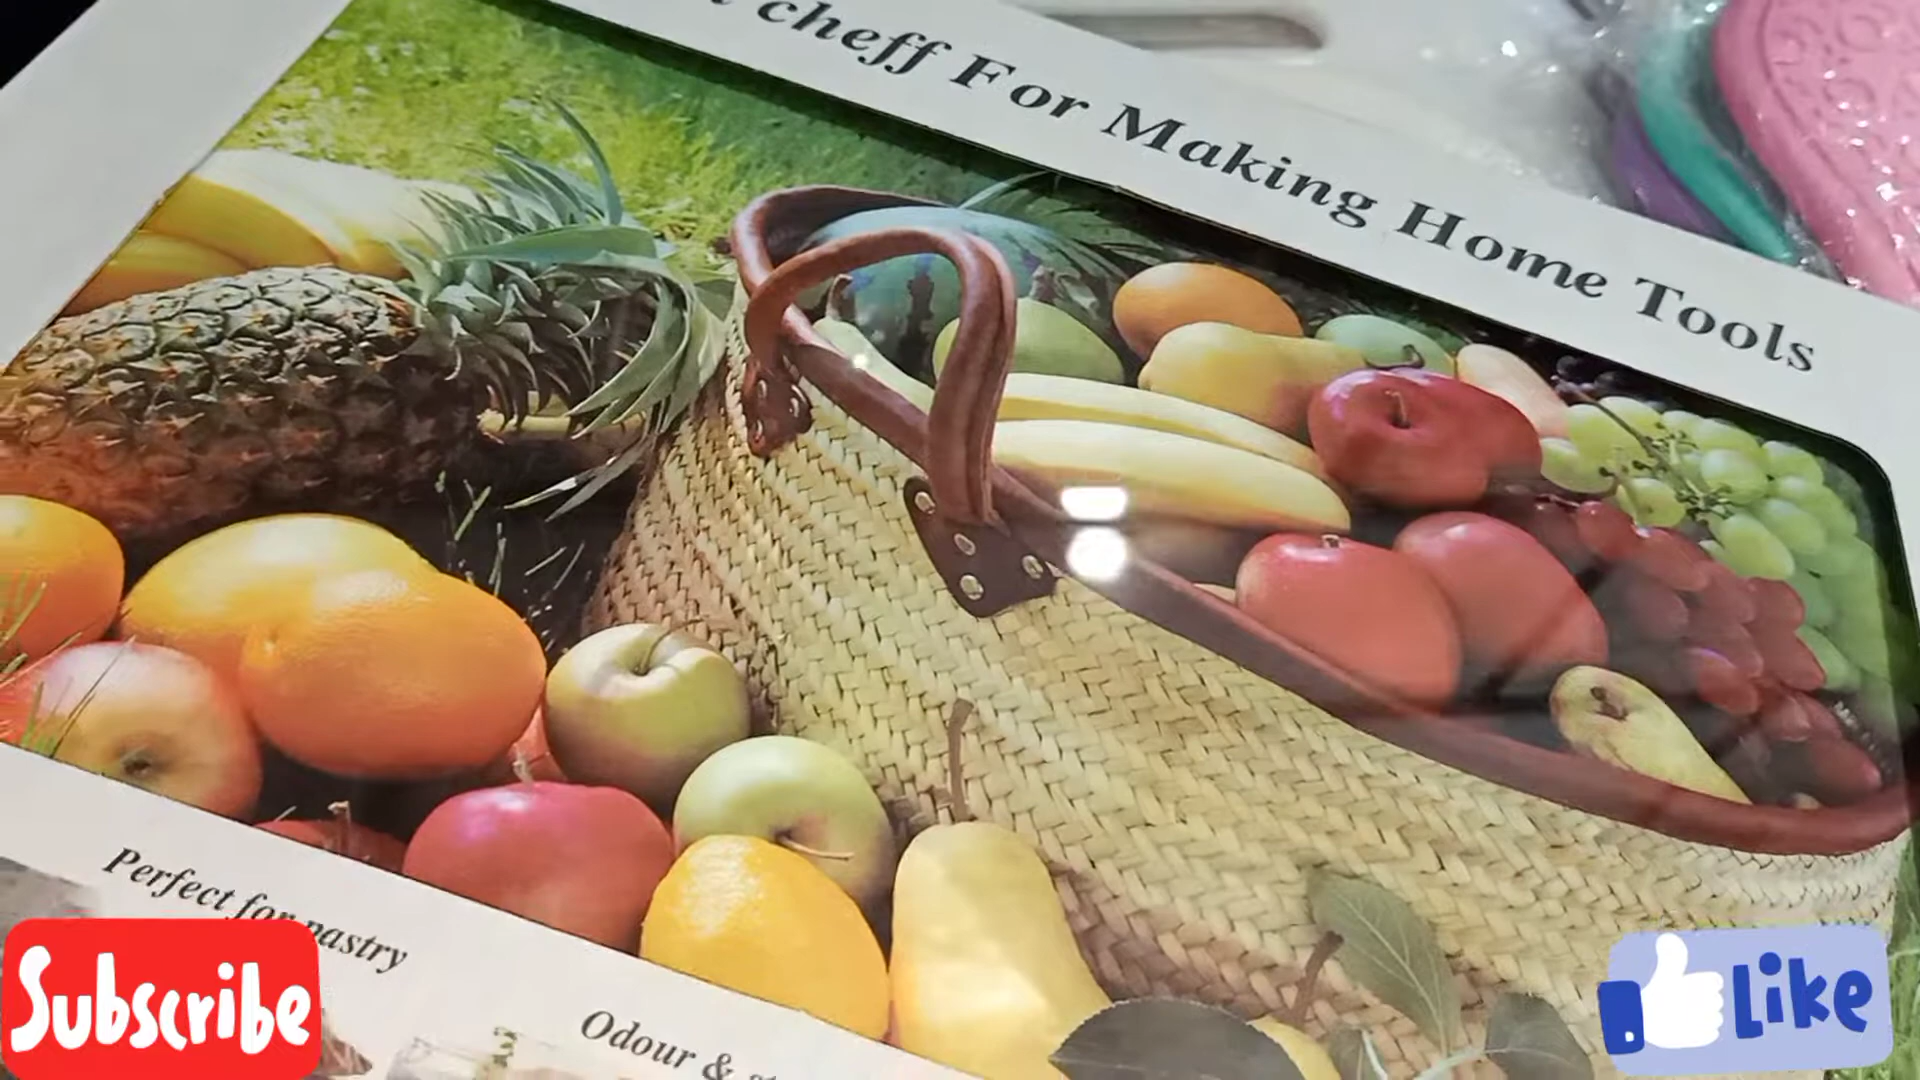 cheff For Making Home Tools
Perfect for pastry
Odour &
Subscribe
Like